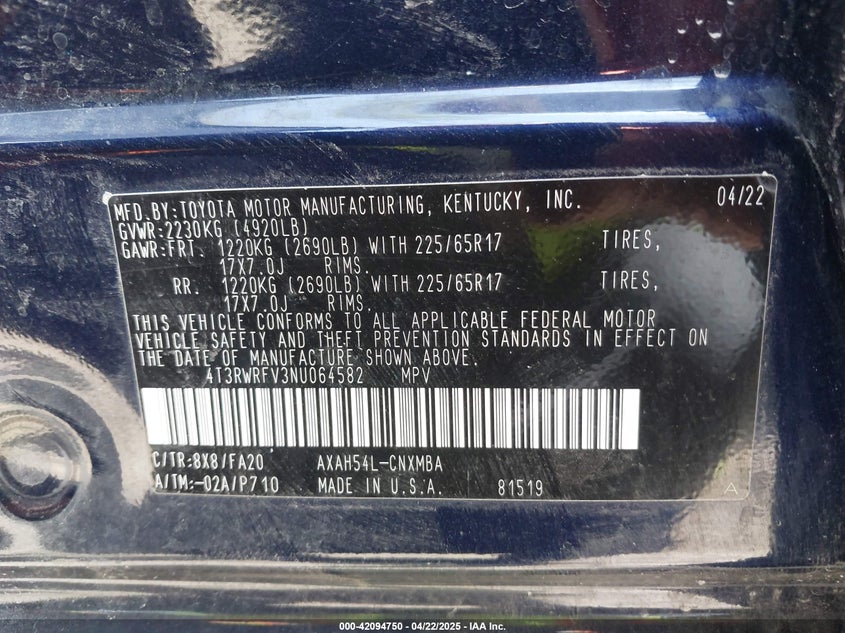 MFD.BY:TOYOTA MOTOR MANUFACTURING, KENTUCKY, INC. 04/22
GVWR:2230KG (4920LB)
GAWR:FRT. 1220KG (2690LB) WITH 225/65R17 TIRES,
17X7.0J RIMS.
RR. 1220KG (2690LB) WITH 225/65R17 TIRES,
17X7.0J RIMS.
THIS VEHICLE CONFORMS TO ALL APPLICABLE FEDERAL MOTOR
VEHICLE SAFETY AND THEFT PREVENTION STANDARDS IN EFFECT ON
THE DATE OF MANUFACTURE SHOWN ABOVE.
4T3RWRFV3NU064582 MPV
C/TR:8X8/FA20 AXAH54L-CNXMBA
A/TM:-02A/P710 MADE IN U.S.A. 81519 A
000-42094750 - 04/22/2025 - IAA Inc.